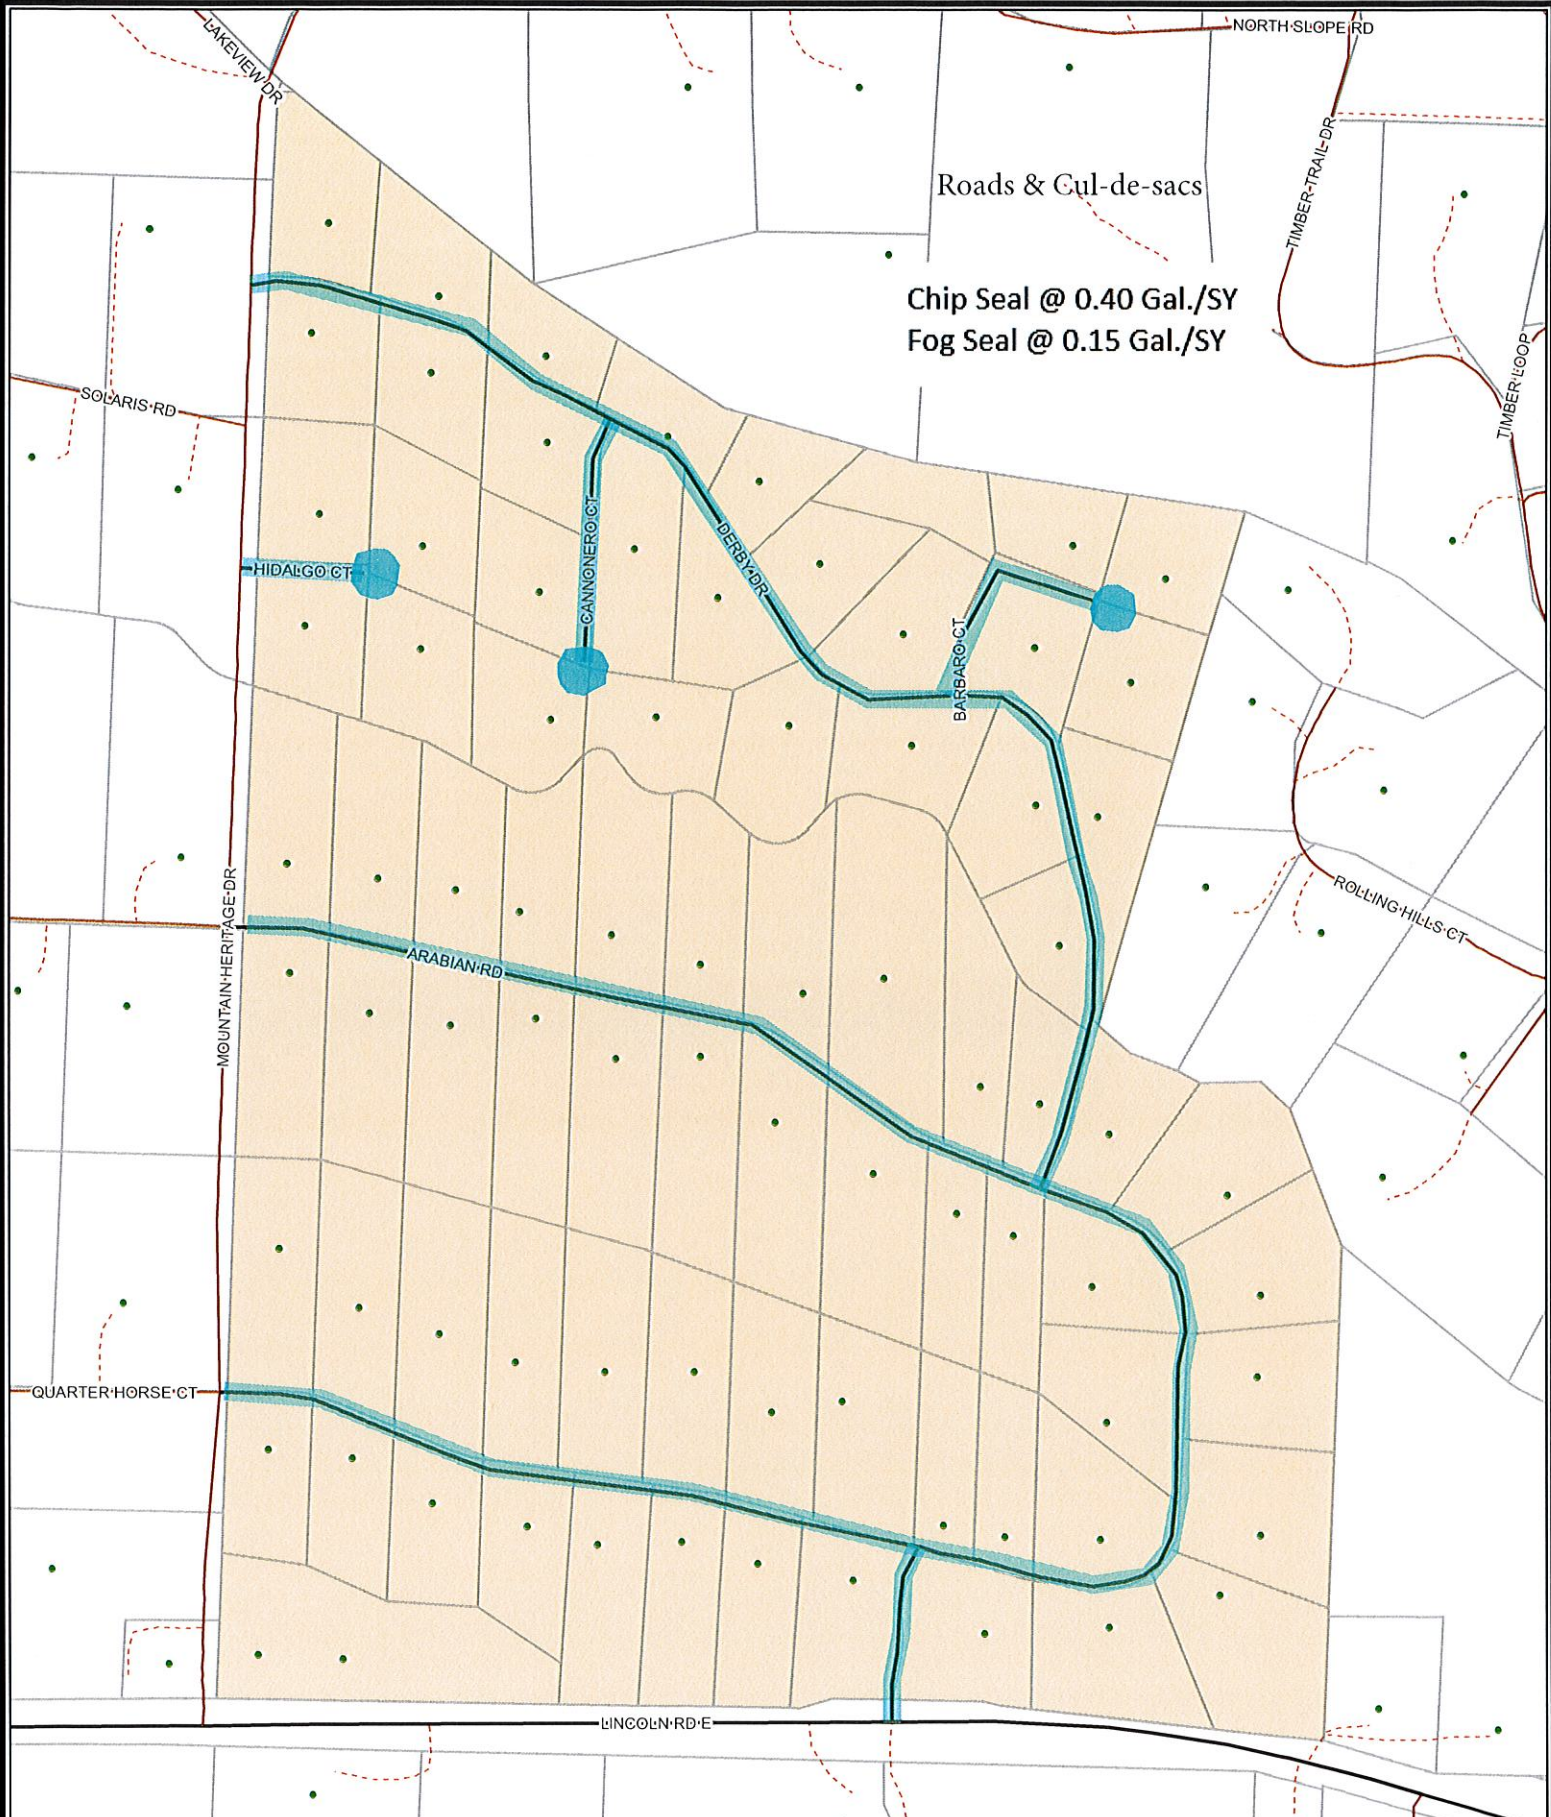 LAKEVIEW DR
NORTH SLOPE RD
TIMBER TRAIL DR
Roads & Cul-de-sacs
Chip Seal @ 0.40 Gal./SY
Fog Seal @ 0.15 Gal./SY
TIMBER LOOP
SOLARIS RD
HIDALGO CT
CANNONERO CT
DERBY DR
BARBARO CT
MOUNTAIN HERITAGE DR
ROLLING HILLS CT
ARABIAN RD
QUARTER HORSE CT
LINCOLN RD E